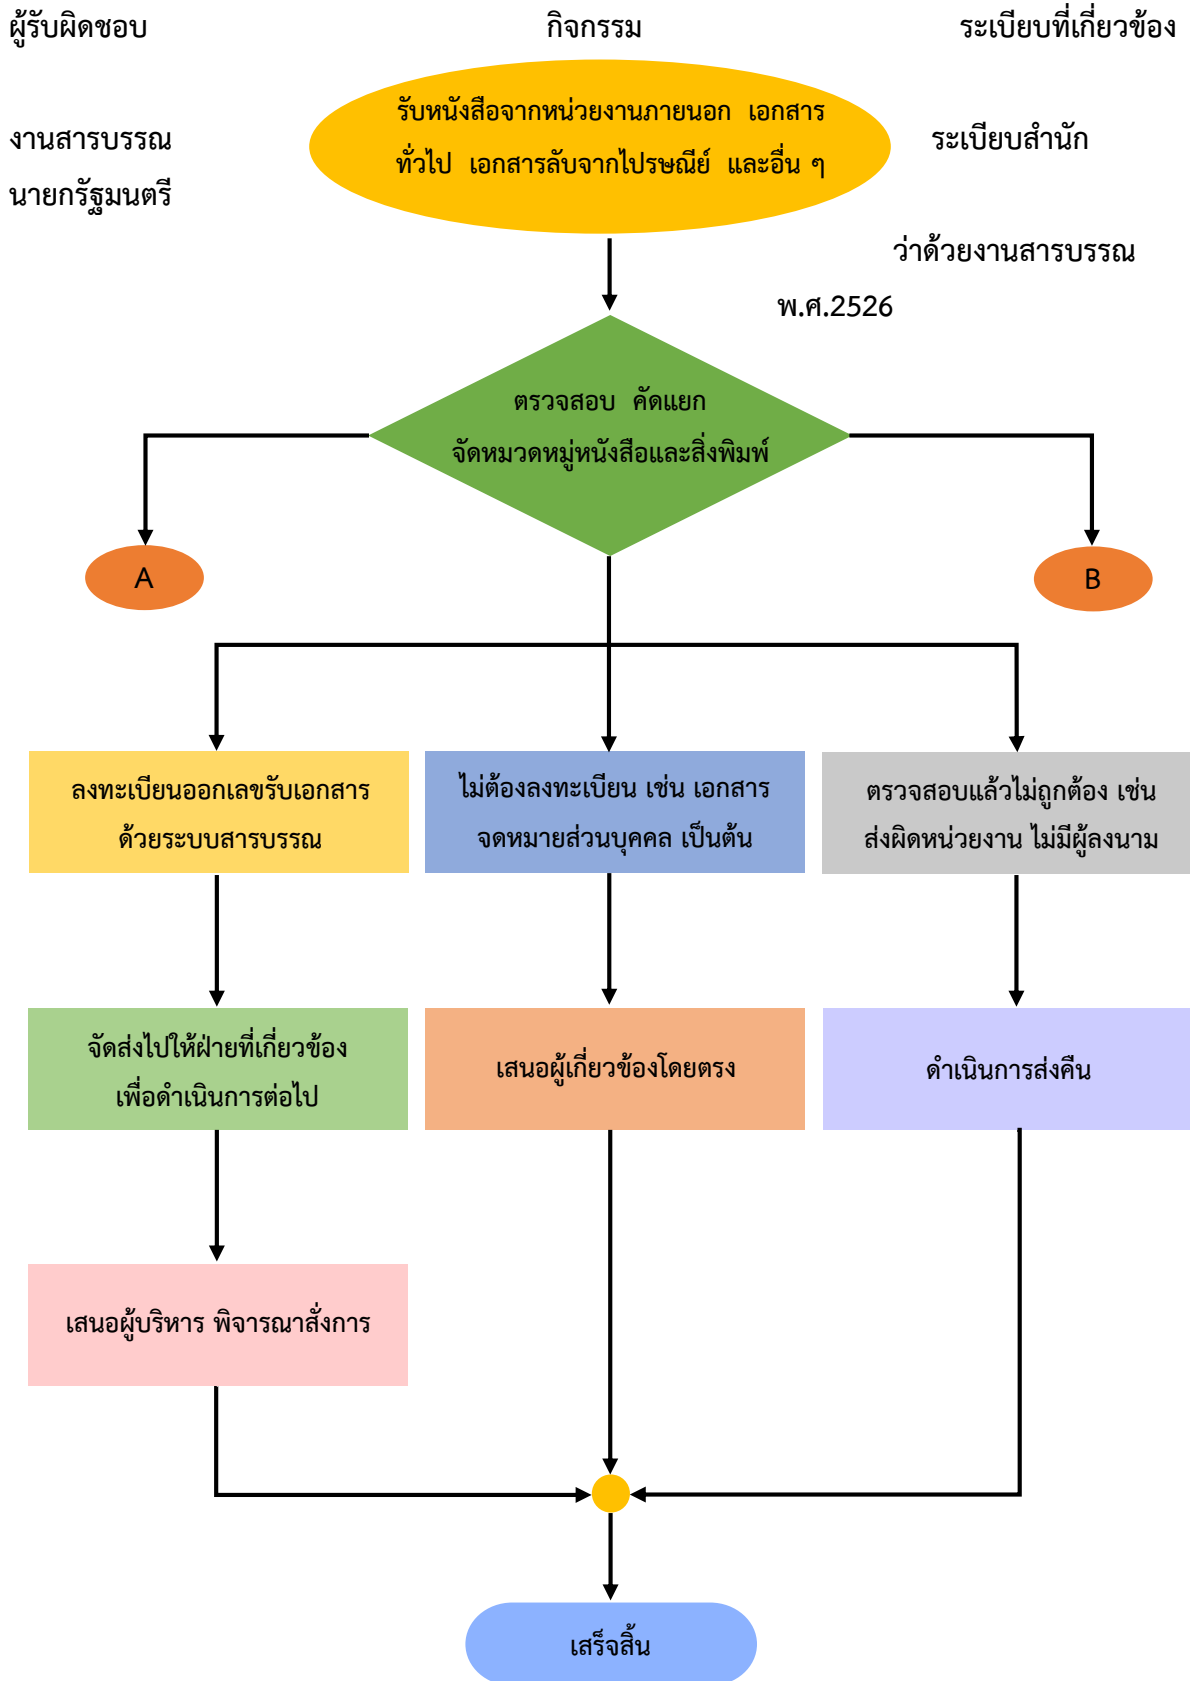 ผู้รับผิดชอบ กิจกรรม ระเบียบที่เกี่ยวข้อง
รับหนังสือจากหน่วยงานภายนอก เอกสาร
ทั่วไป เอกสารลับจากไปรษณีย์ และอื่น ๆ
งานสารบรรณ ระเบียบสำนัก
นายกรัฐมนตรี
ว่าด้วยงานสารบรรณ
พ.ศ.2526
ตรวจสอบ คัดแยก
จัดหมวดหมู่หนังสือและสิ่งพิมพ์
A
B
ลงทะเบียนออกเลขรับเอกสาร
ด้วยระบบสารบรรณ
ไม่ต้องลงทะเบียน เช่น เอกสาร
จดหมายส่วนบุคคล เป็นต้น
ตรวจสอบแล้วไม่ถูกต้อง เช่น
ส่งผิดหน่วยงาน ไม่มีผู้ลงนาม
จัดส่งไปให้ฝ่ายที่เกี่ยวข้อง
เพื่อดำเนินการต่อไป
เสนอผู้เกี่ยวข้องโดยตรง
ดำเนินการส่งคืน
เสนอผู้บริหาร พิจารณาสั่งการ
เสร็จสิ้น